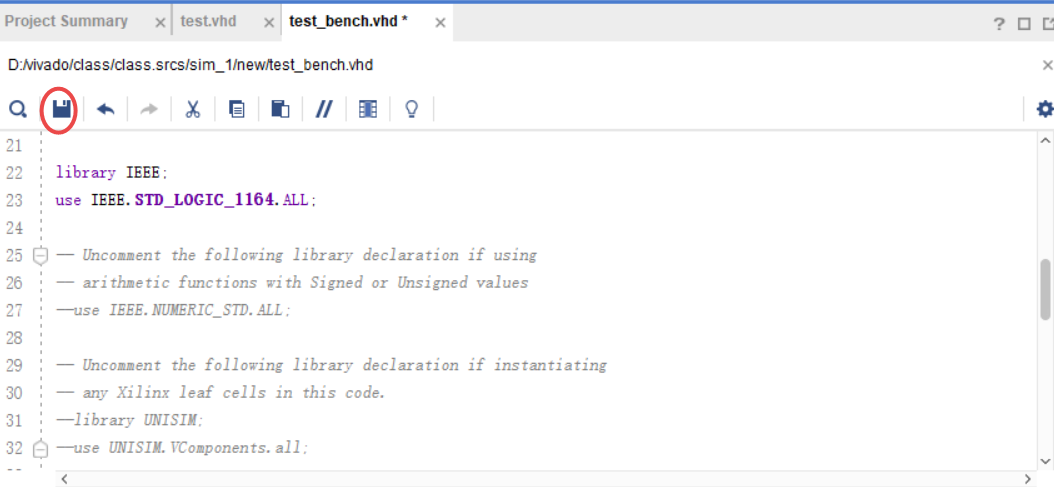 Project Summary × test.vhd × test_bench.vhd * ×
D:/vivado/class/class.srcs/sim_1/new/test_bench.vhd
21
22 library IEEE;
23 use IEEE.STD_LOGIC_1164.ALL;
24
25 -- Uncomment the following library declaration if using
26 -- arithmetic functions with Signed or Unsigned values
27 --use IEEE.NUMERIC_STD.ALL;
28
29 -- Uncomment the following library declaration if instantiating
30 -- any Xilinx leaf cells in this code.
31 --library UNISIM;
32 --use UNISIM.VComponents.all;